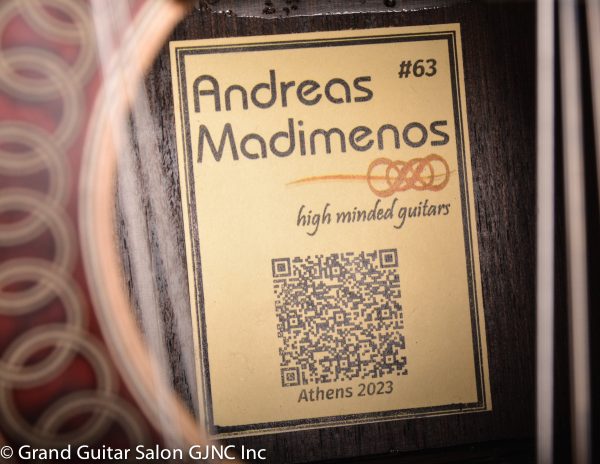 #63
Andreas
Madimenos
high minded guitars
Athens 2023
© Grand Guitar Salon GJNC Inc